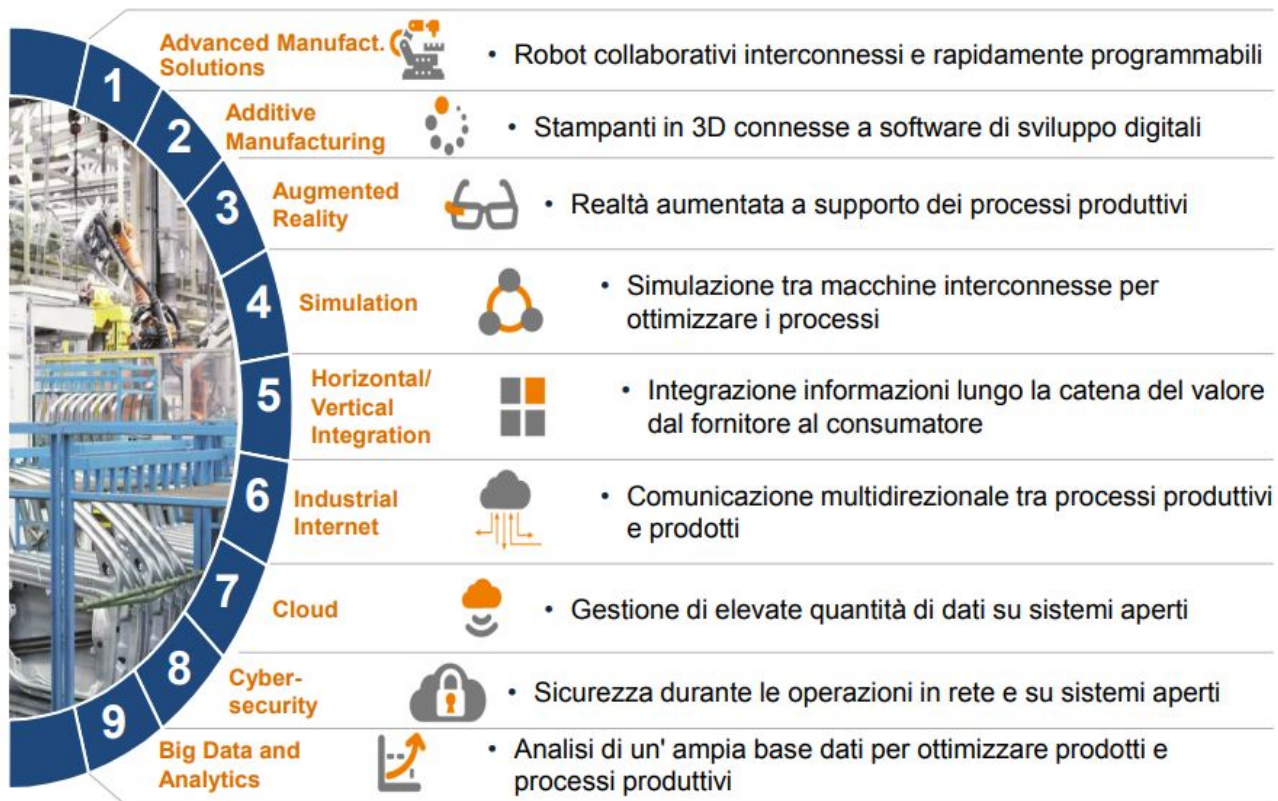 1
Advanced Manufact.
Solutions
• Robot collaborativi interconnessi e rapidamente programmabili
2
Additive
Manufacturing
• Stampanti in 3D connesse a software di sviluppo digitali
3
Augmented
Reality
• Realtà aumentata a supporto dei processi produttivi
4
Simulation
• Simulazione tra macchine interconnesse per
ottimizzare i processi
5
Horizontal/
Vertical
Integration
• Integrazione informazioni lungo la catena del valore
dal fornitore al consumatore
6
Industrial
Internet
• Comunicazione multidirezionale tra processi produttivi
e prodotti
7
Cloud
• Gestione di elevate quantità di dati su sistemi aperti
8
Cyber-
security
• Sicurezza durante le operazioni in rete e su sistemi aperti
9
Big Data and
Analytics
• Analisi di un' ampia base dati per ottimizzare prodotti e
processi produttivi